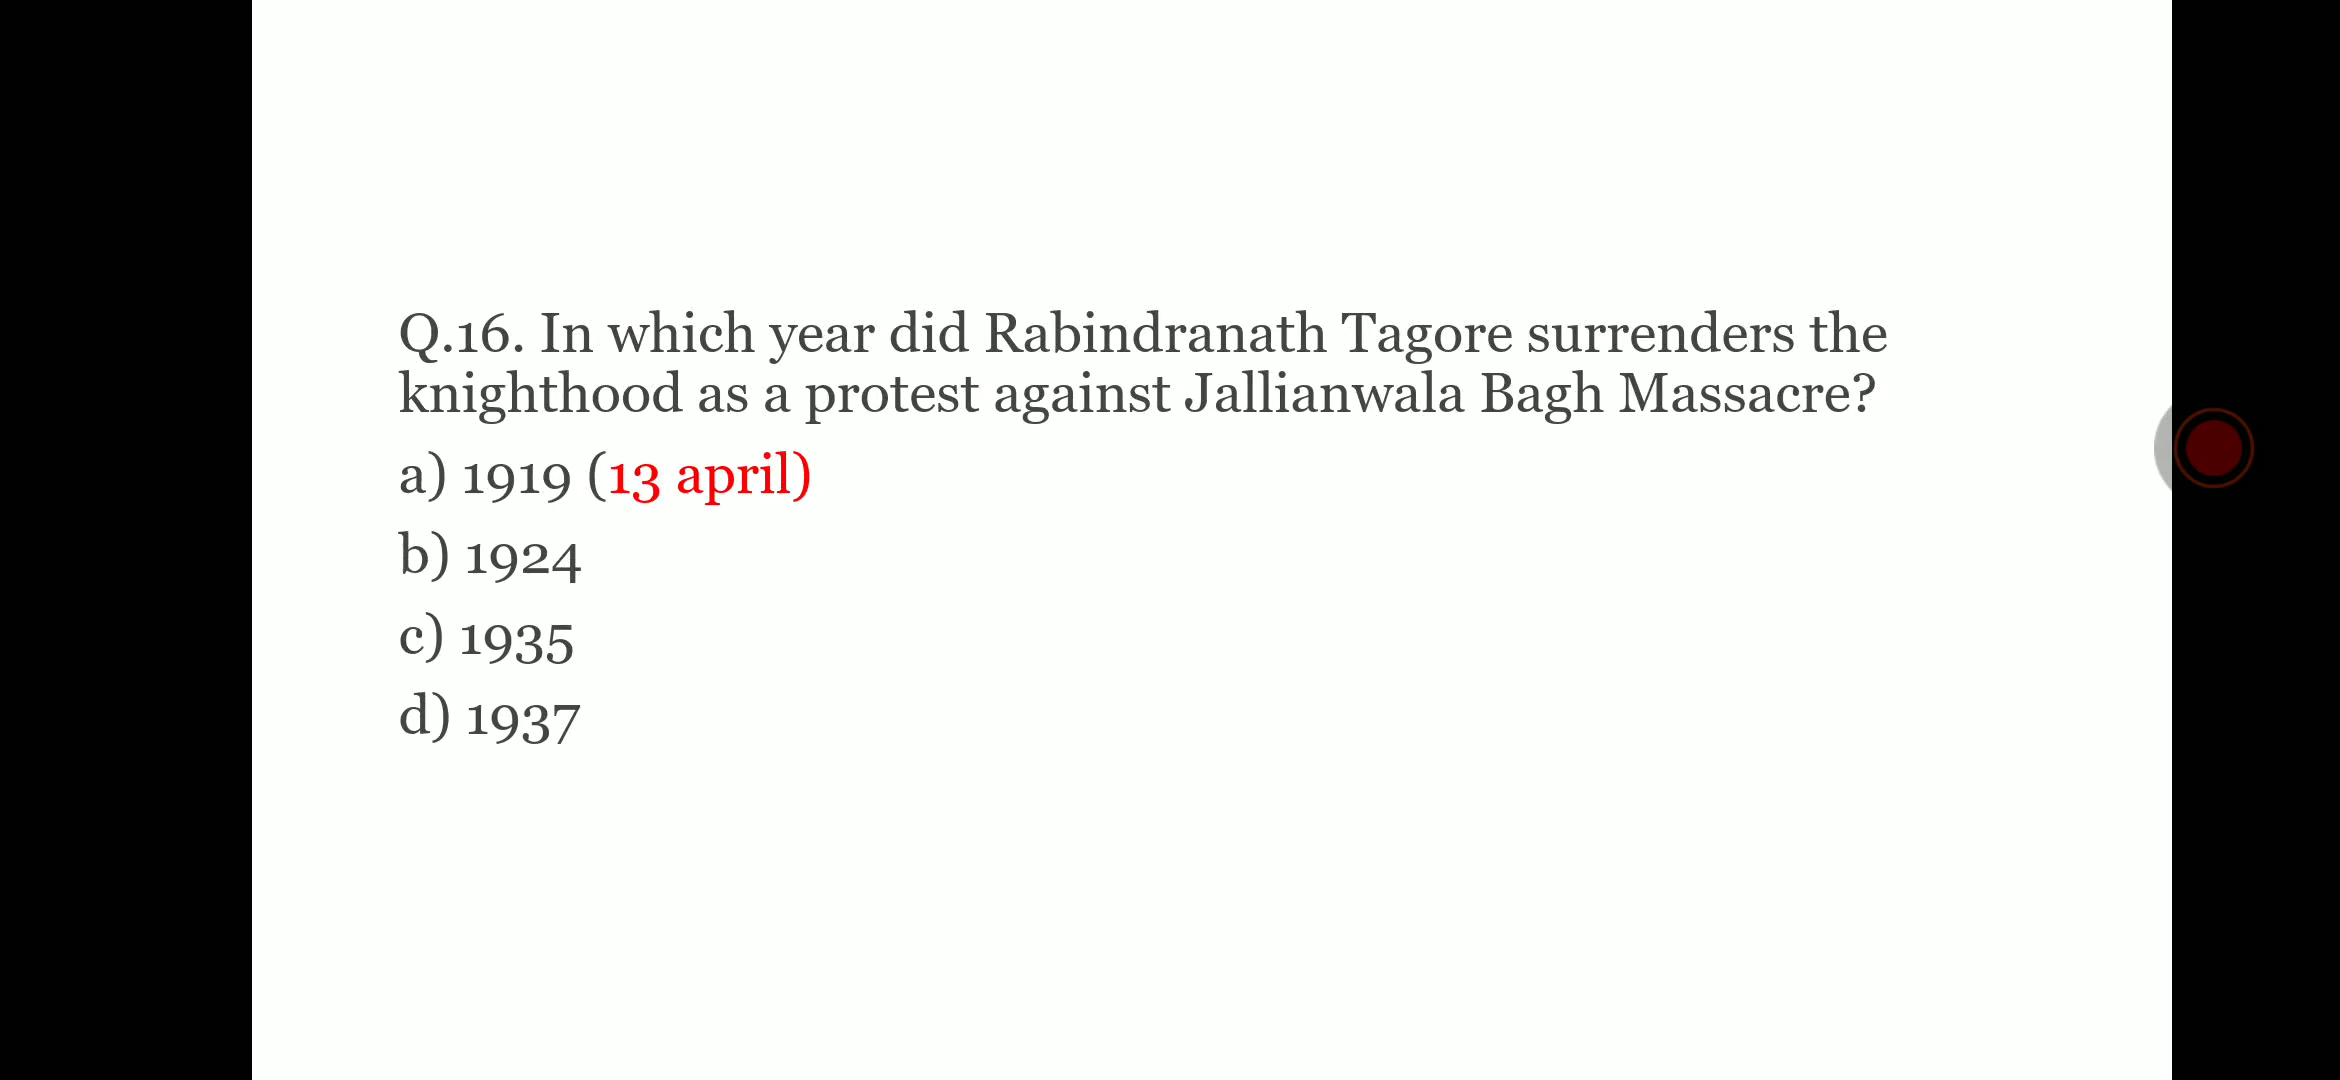 Q.16. In which year did Rabindranath Tagore surrenders the
knighthood as a protest against Jallianwala Bagh Massacre?
a) 1919 (13 april)
b) 1924
c) 1935
d) 1937